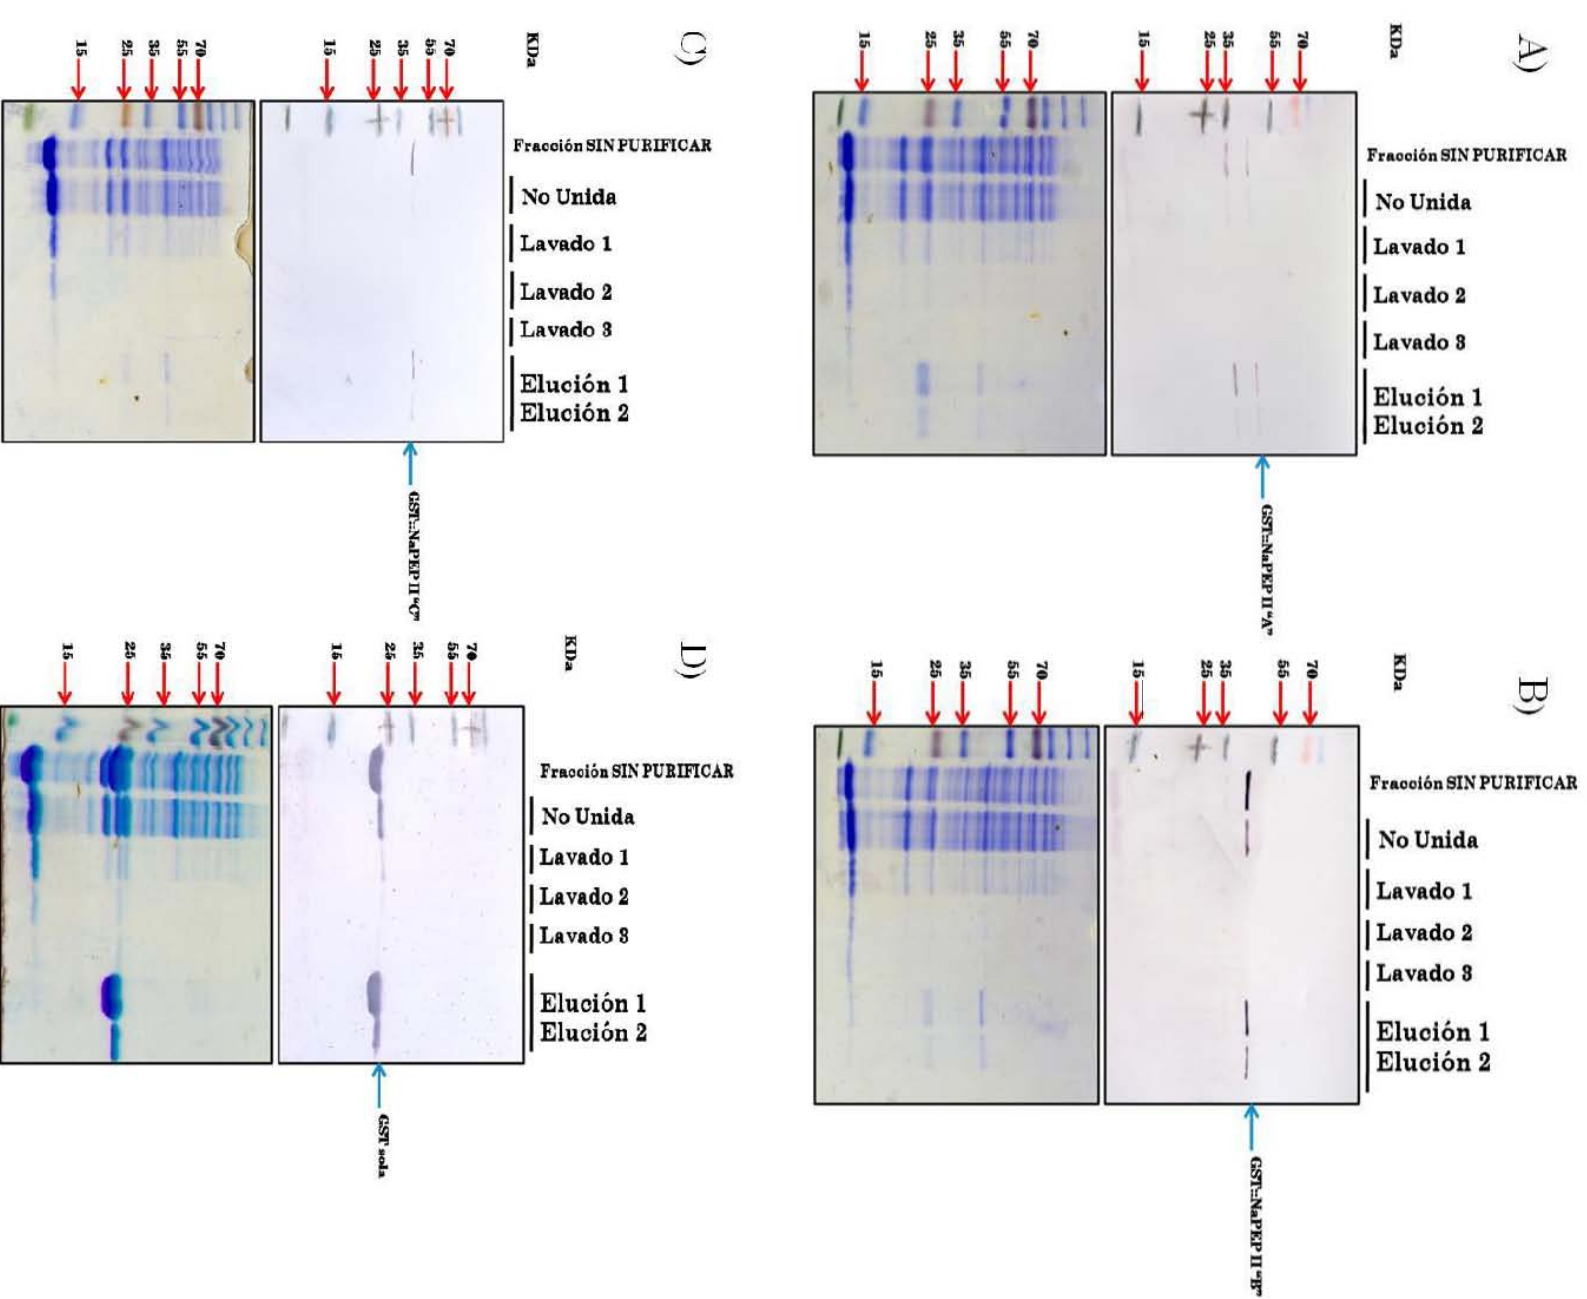 A)
KDa
15
25
35
55
70
15
25
35
55
70
Fracción SIN PURIFICAR
No Unida
Lavado 1
Lavado 2
Lavado 3
Elución 1
Elución 2
GST::NaPEP II "A"
B)
KDa
15
25
35
55
70
15
25
35
55
70
Fracción SIN PURIFICAR
No Unida
Lavado 1
Lavado 2
Lavado 3
Elución 1
Elución 2
GST::NaPEP II "B"
C)
KDa
15
25
35
55
70
15
25
35
55
70
Fracción SIN PURIFICAR
No Unida
Lavado 1
Lavado 2
Lavado 3
Elución 1
Elución 2
GST::NaPEP II "C"
D)
KDa
15
25
35
55
70
15
25
35
55
70
Fracción SIN PURIFICAR
No Unida
Lavado 1
Lavado 2
Lavado 3
Elución 1
Elución 2
GST sola